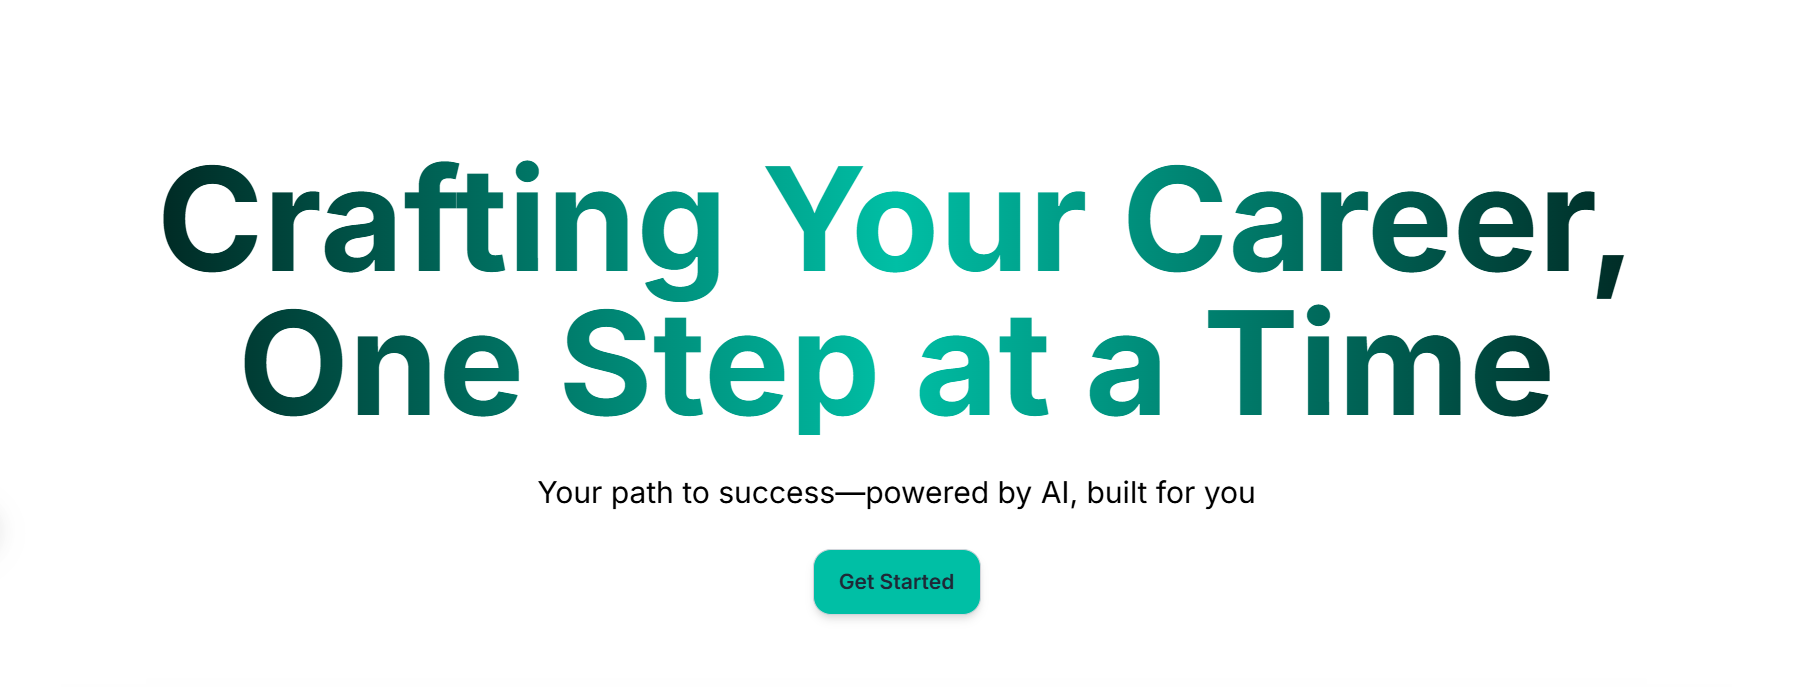 Crafting Your Career,
One Step at a Time
Your path to success—powered by AI, built for you
Get Started